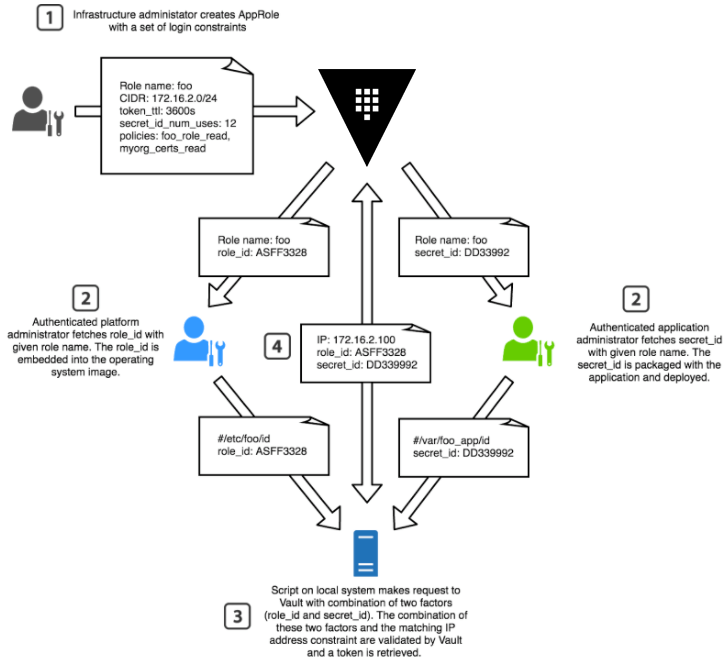 1
Infrastructure administator creates AppRole
with a set of login constraints
Role name: foo
CIDR: 172.16.2.0/24
token_ttl: 3600s
secret_id_num_uses: 12
policies: foo_role_read,
myorg_certs_read
Role name: foo
role_id: ASFF3328
Role name: foo
secret_id: DD33992
2
Authenticated platform
administrator fetches role_id with
given role name. The role_id is
embedded into the operating
system image.
4
IP: 172.16.2.100
role_id: ASFF3328
secret_id: DD339992
2
Authenticated application
administrator fetches secret_id
with given role name. The
secret_id is packaged with the
application and deployed.
#/etc/foo/id
role_id: ASFF3328
#/var/foo_app/id
secret_id: DD339992
3
Script on local system makes request to
Vault with combination of two factors
(role_id and secret_id). The combination of
these two factors and the matching IP
address constraint are validated by Vault
and a token is retrieved.